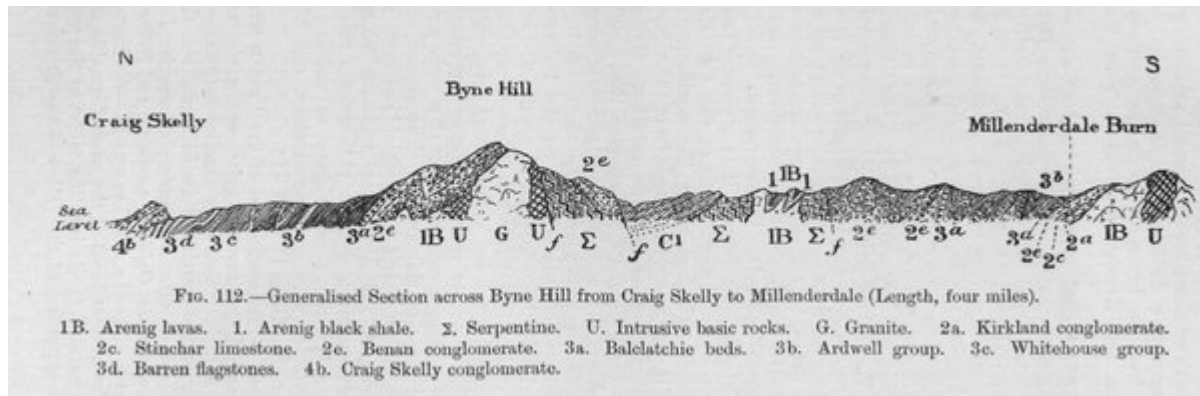 N
S
Byne Hill
Craig Skelly
Millenderdale Burn
2e
1 1B 1
3b
Sea
Level
4b 3d 3c 3b 3a 2e 1B U G U f Σ f C1 Σ 1B Σ f 2e 2e 3a 3a 2e 2c 2a 1B U
FIG. 112.—Generalised Section across Byne Hill from Craig Skelly to Millenderdale (Length, four miles).
1B. Arenig lavas. 1. Arenig black shale. Σ. Serpentine. U. Intrusive basic rocks. G. Granite. 2a. Kirkland conglomerate.
2c. Stinchar limestone. 2e. Benan conglomerate. 3a. Balclatchie beds. 3b. Ardwell group. 3c. Whitehouse group.
3d. Barren flagstones. 4b. Craig Skelly conglomerate.